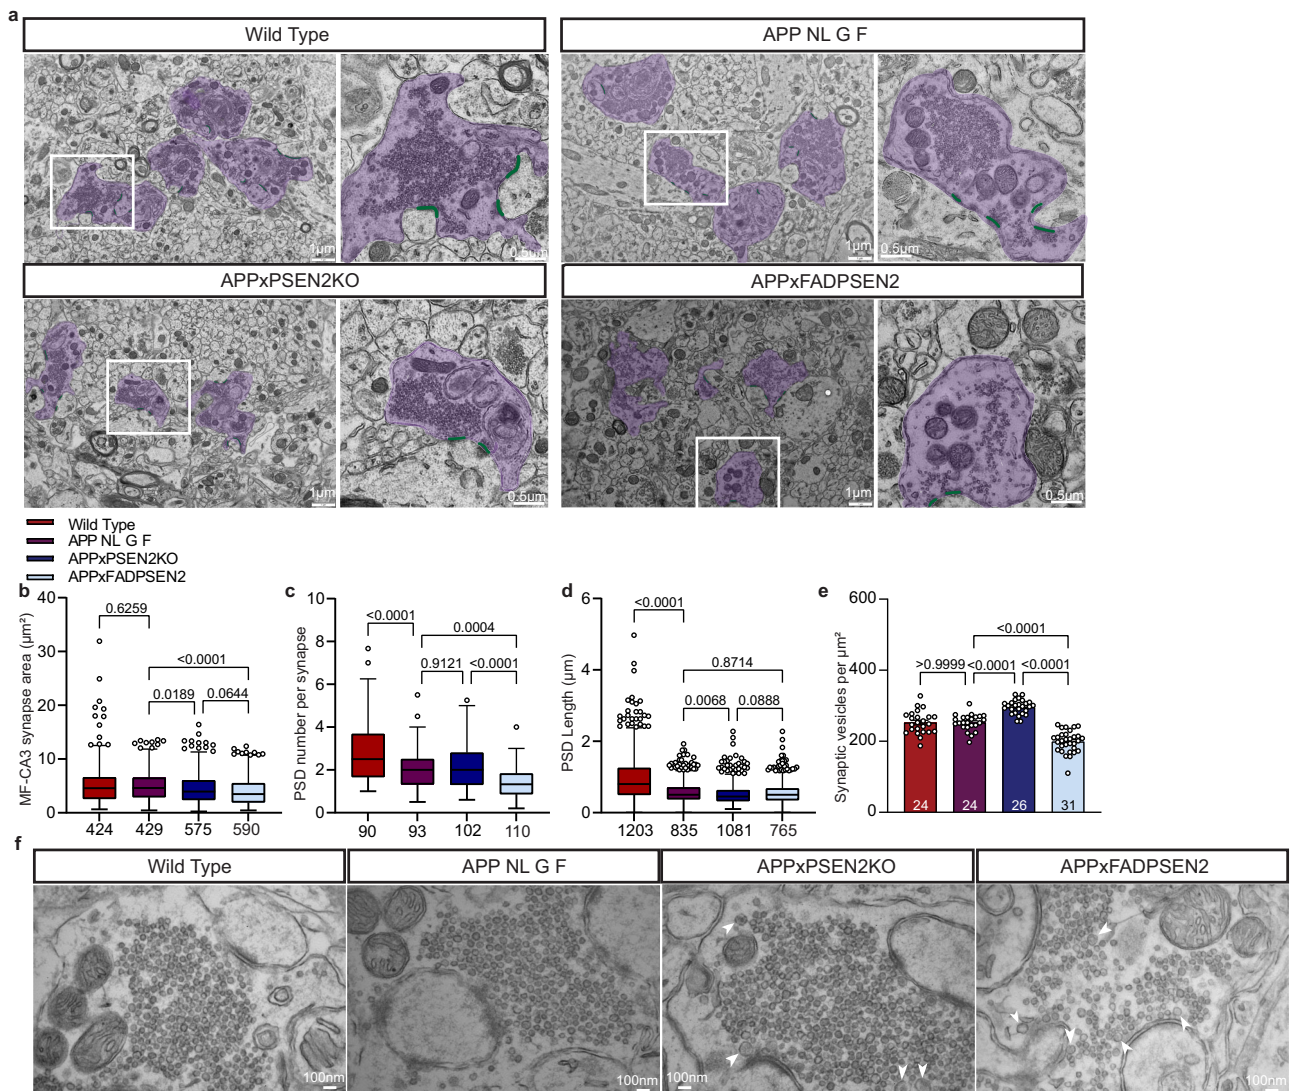 a
Wild Type
APP NL G F
1µm
0.5um
1µm
0.5um
APPxPSEN2KO
APPxFADPSEN2
1µm
0.5um
1µm
0.5um
Wild Type
APP NL G F
APPxPSEN2KO
APPxFADPSEN2
b
MF-CA3 synapse area (µm²)
40
30
20
10
0
0.6259
<0.0001
0.0189
0.0644
424
429
575
590
c
PSD number per synapse
10
8
6
4
2
0
<0.0001
0.0004
0.9121
<0.0001
90
93
102
110
d
PSD Length (µm)
6
4
2
0
<0.0001
0.8714
0.0068
0.0888
1203
835
1081
765
e
Synaptic vesicles per µm²
600
400
200
0
<0.0001
>0.9999
<0.0001
<0.0001
24
24
26
31
f
Wild Type
APP NL G F
APPxPSEN2KO
APPxFADPSEN2
100nm
100nm
100nm
100nm